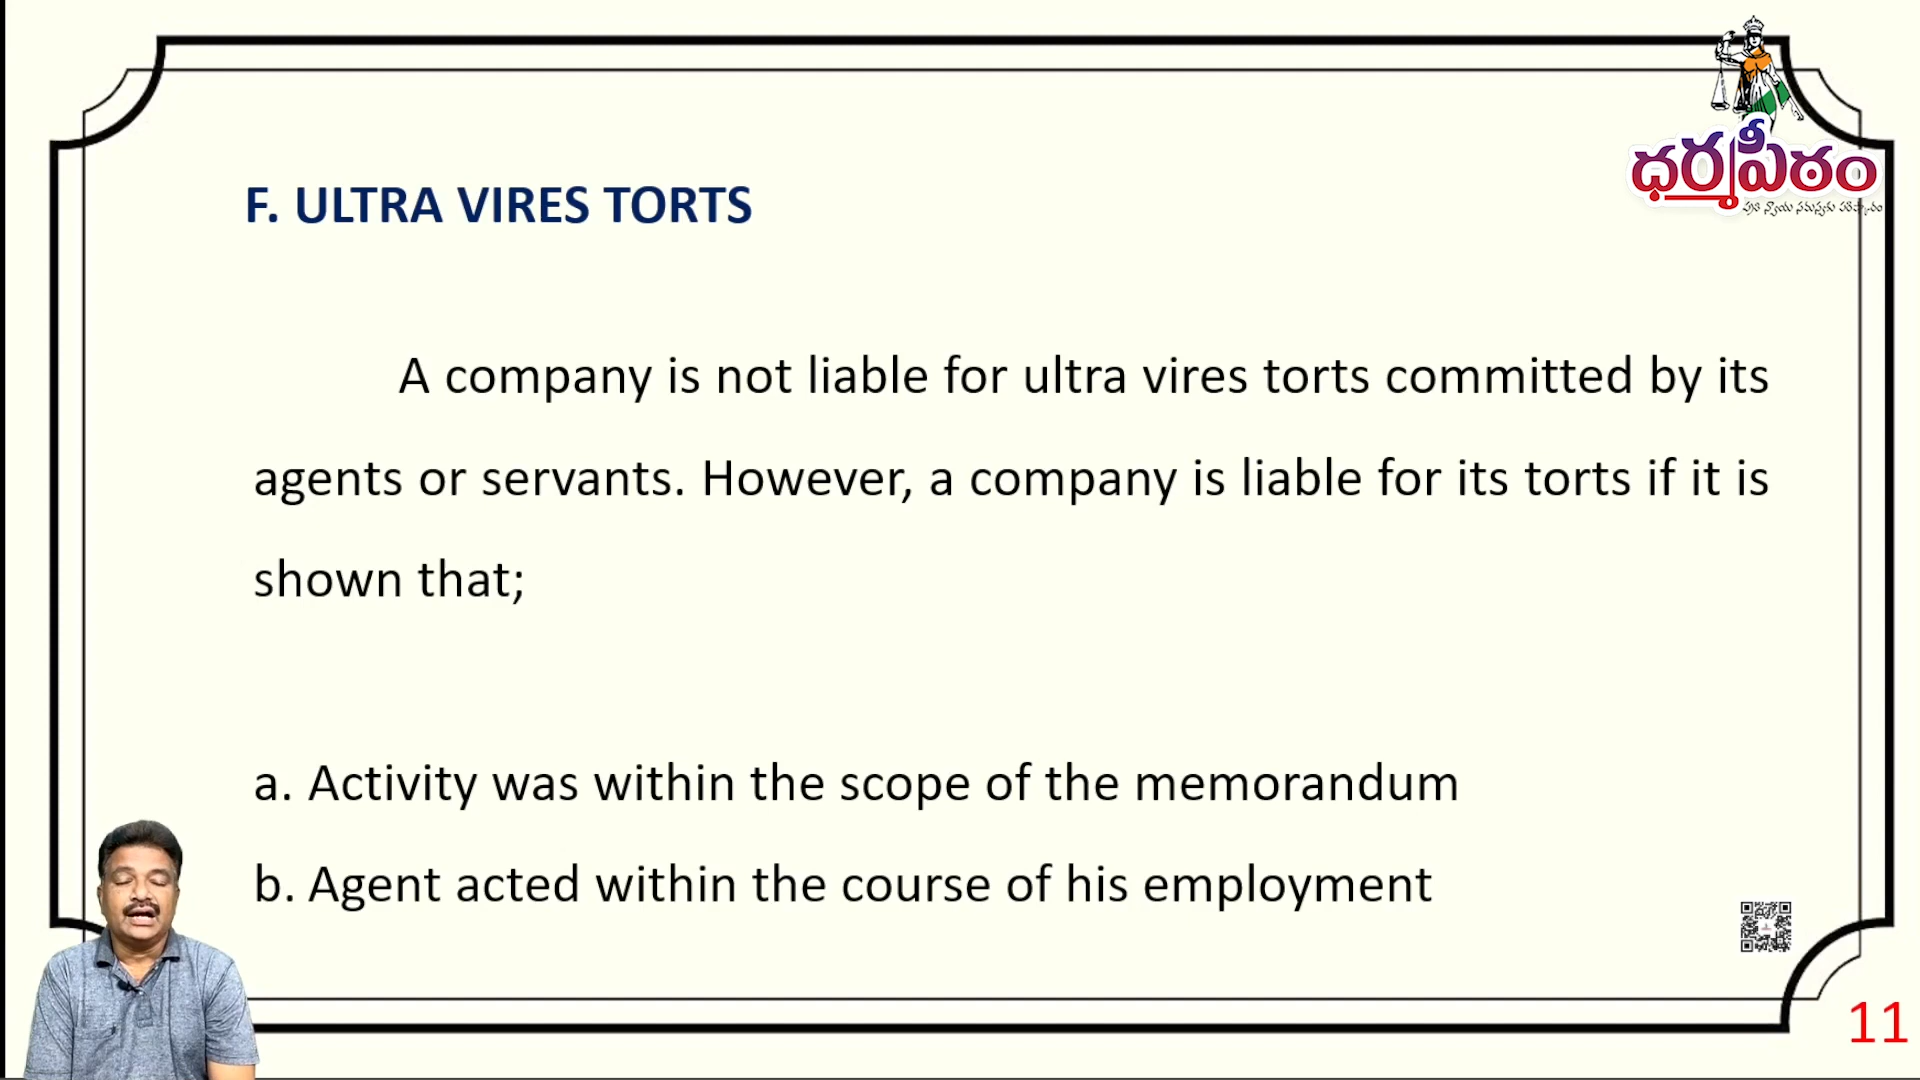 ధర్మపీఠం
F. ULTRA VIRES TORTS
A company is not liable for ultra vires torts committed by its
agents or servants. However, a company is liable for its torts if it is
shown that;
a. Activity was within the scope of the memorandum
b. Agent acted within the course of his employment
11